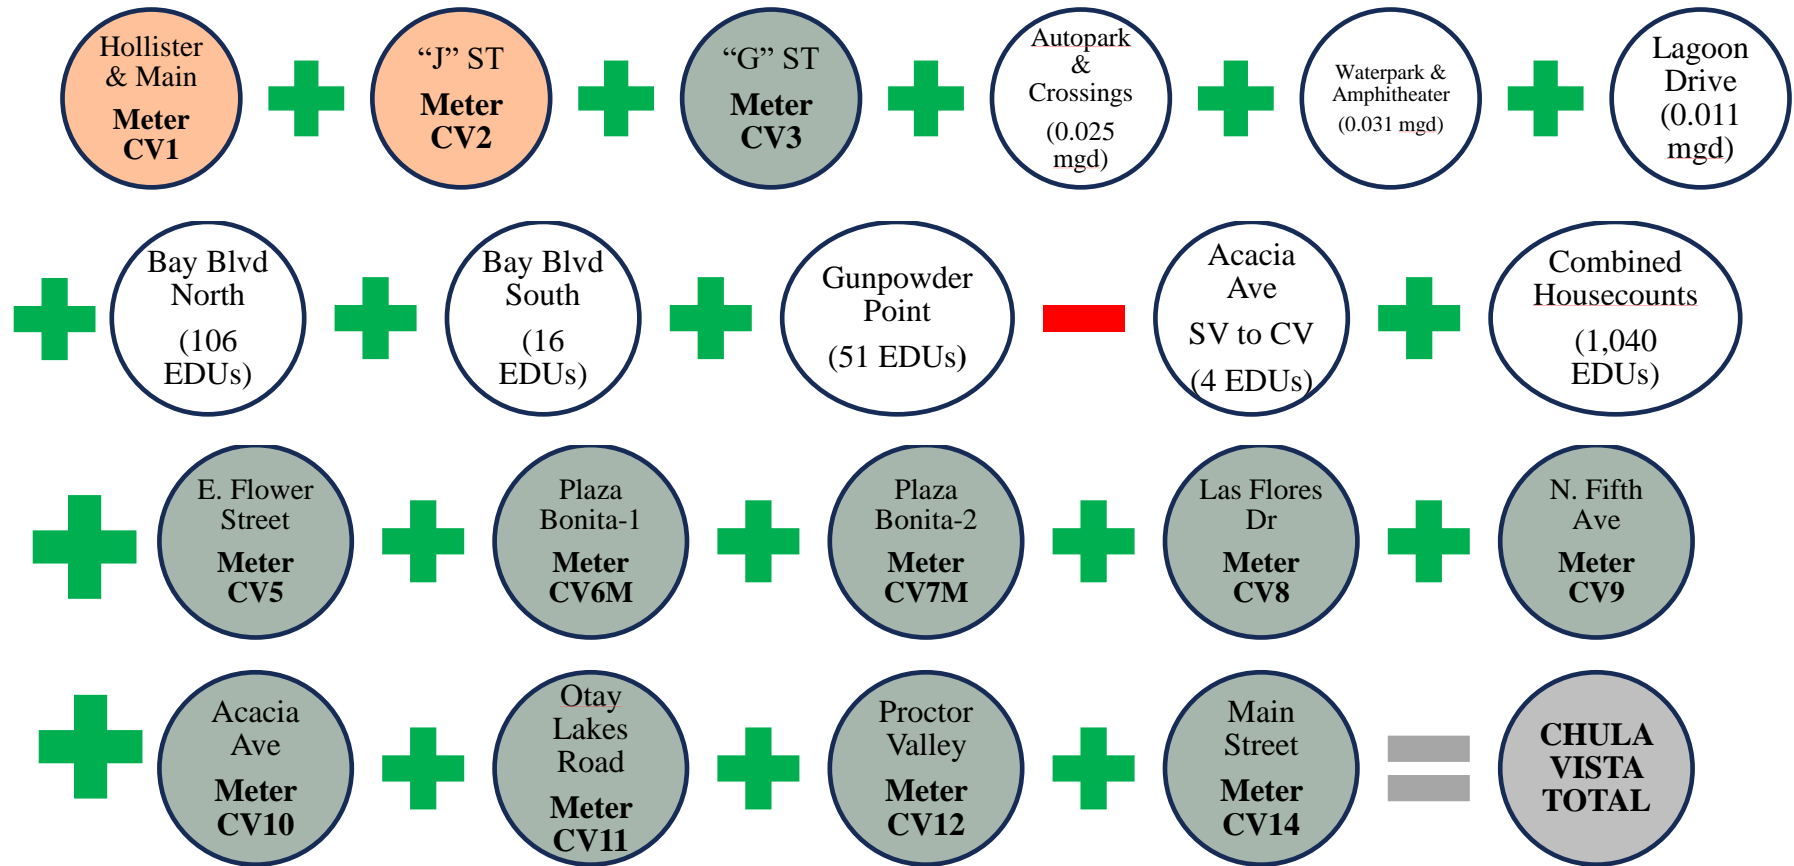 Hollister
& Main
Meter
CV1
“J” ST
Meter
CV2
“G” ST
Meter
CV3
Autopark
&
Crossings
(0.025
mgd)
Waterpark &
Amphitheater
(0.031 mgd)
Lagoon
Drive
(0.011
mgd)
Bay Blvd
North
(106
EDUs)
Bay Blvd
South
(16
EDUs)
Gunpowder
Point
(51 EDUs)
Acacia
Ave
SV to CV
(4 EDUs)
Combined
Housecounts
(1,040
EDUs)
E. Flower
Street
Meter
CV5
Plaza
Bonita-1
Meter
CV6M
Plaza
Bonita-2
Meter
CV7M
Las Flores
Dr
Meter
CV8
N. Fifth
Ave
Meter
CV9
Acacia
Ave
Meter
CV10
Otay
Lakes
Road
Meter
CV11
Proctor
Valley
Meter
CV12
Main
Street
Meter
CV14
CHULA
VISTA
TOTAL